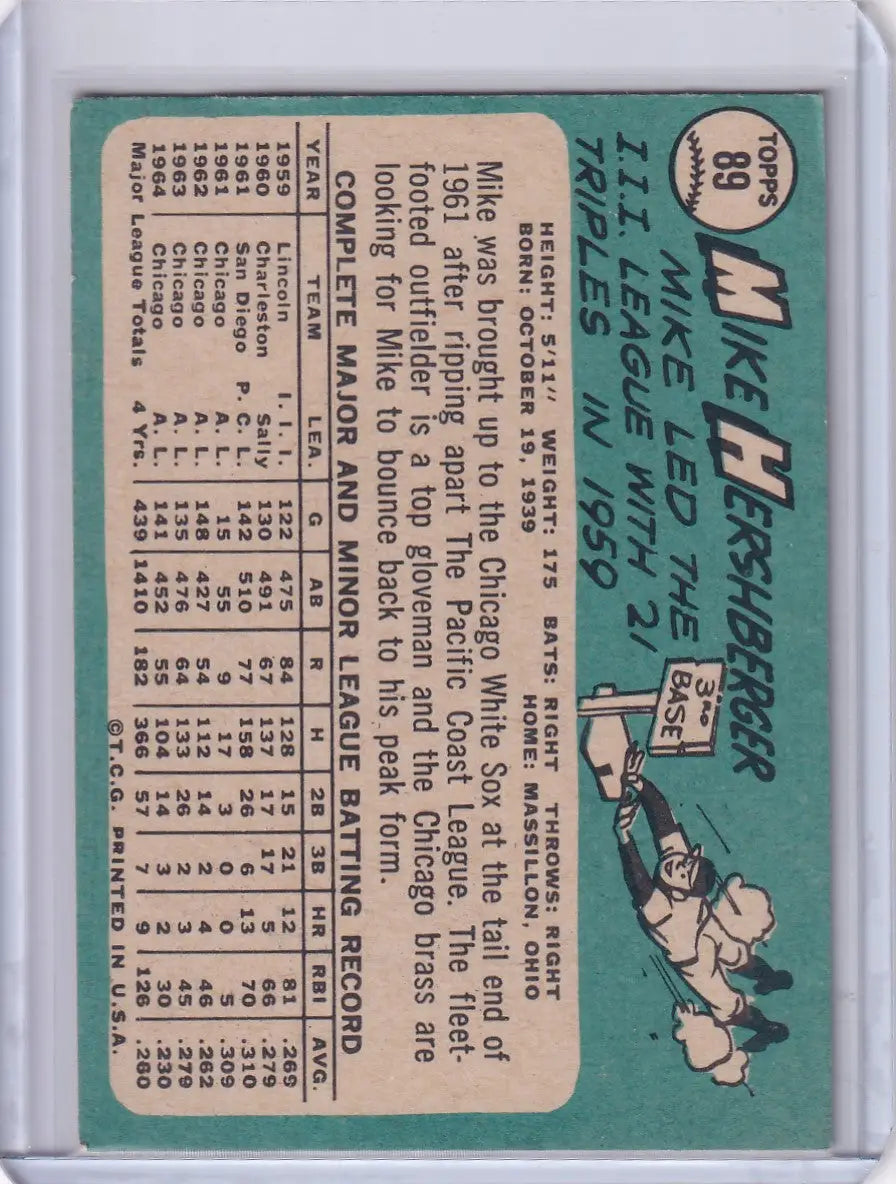 TOPPS
89
MIKE HERSHBERGER
MIKE LED THE
I.I.I. LEAGUE WITH 21
TRIPLES IN 1959
3RD
BASE
HEIGHT: 5'11" WEIGHT: 175 BATS: RIGHT THROWS: RIGHT
BORN: OCTOBER 19, 1939 HOME: MASSILLON, OHIO
Mike was brought up to the Chicago White Sox at the tail end of
1961 after ripping apart The Pacific Coast League. The fleet-
footed outfielder is a top gloveman and the Chicago brass are
looking for Mike to bounce back to his peak form.
COMPLETE MAJOR AND MINOR LEAGUE BATTING RECORD
YEAR TEAM LEA. G AB R H 2B 3B HR RBI AVG.
1959 Lincoln I. I. I. 122 475 84 128 15 21 12 81 .269
1960 Charleston Sally 130 491 67 137 17 17 5 66 .279
1961 San Diego P. C. L. 142 510 77 158 26 6 13 70 .310
1961 Chicago A. L. 15 55 9 17 3 0 0 5 .309
1962 Chicago A. L. 148 427 54 112 14 2 4 46 .262
1963 Chicago A. L. 135 476 64 133 26 2 3 45 .279
1964 Chicago A. L. 141 452 55 104 14 3 2 30 .230
Major League Totals 4 Yrs. 439 1410 182 366 57 7 9 126 .260
©T.C.G. PRINTED IN U.S.A.